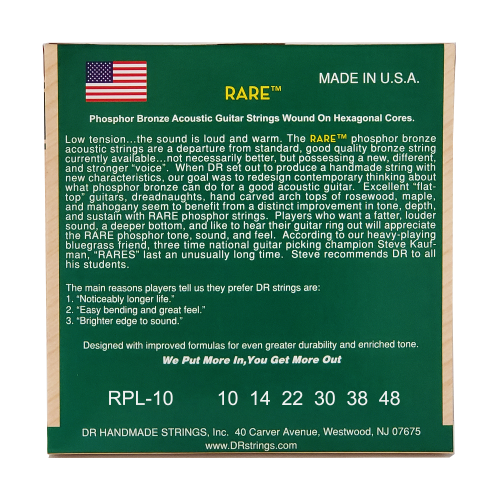 RARE™
MADE IN U.S.A.
Phosphor Bronze Acoustic Guitar Strings Wound On Hexagonal Cores.
Low tension...the sound is loud and warm. The RARE™ phosphor bronze
acoustic strings are a departure from standard, good quality bronze string
currently available...not necessarily better, but possessing a new, different,
and stronger "voice". When DR set out to produce a handmade string with
new characteristics, our goal was to redesign contemporary thinking about
what phosphor bronze can do for a good acoustic guitar. Excellent "flat-
top" guitars, dreadnaughts, hand carved arch tops of rosewood, maple,
and mahogany seem to benefit from a distinct improvement in tone, depth,
and sustain with RARE phosphor strings. Players who want a fatter, louder
sound, a deeper bottom, and like to hear their guitar ring out will appreciate
the RARE phosphor tone, sound, and feel. According to our heavy-playing
bluegrass friend, three time national guitar picking champion Steve Kauf-
man, "RARES" last an unusually long time. Steve recommends DR to all
his students.
The main reasons players tell us they prefer DR strings are:
1. "Noticeably longer life."
2. "Easy bending and great feel."
3. "Brighter edge to sound."
Designed with improved formulas for even greater durability and enriched tone.
We Put More In,You Get More Out
RPL-10 10 14 22 30 38 48
DR HANDMADE STRINGS, Inc. 40 Carver Avenue, Westwood, NJ 07675
www.DRstrings.com